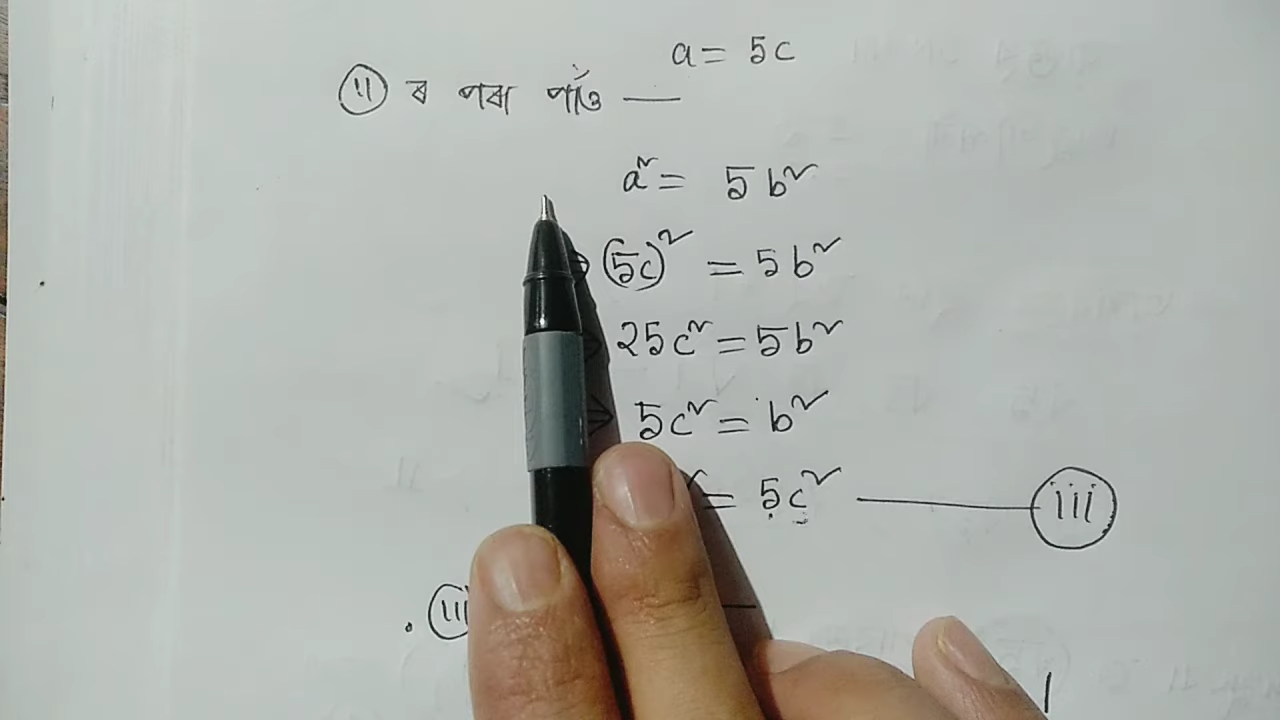 a = 5c
(ii) ৰ পৰা পাওঁ —
a² = 5b²
⇒ (5c)² = 5b²
⇒ 25c² = 5b²
⇒ 5c² = b²
= 5c² — (iii)
(iii)